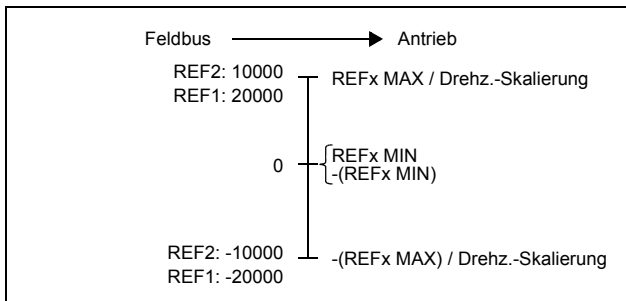 Feldbus Antrieb
REF2: 10000 REFx MAX / Drehz.-Skalierung
REF1: 20000
REFx MIN
0
-(REFx MIN)
REF2: -10000 -(REFx MAX) / Drehz.-Skalierung
REF1: -20000